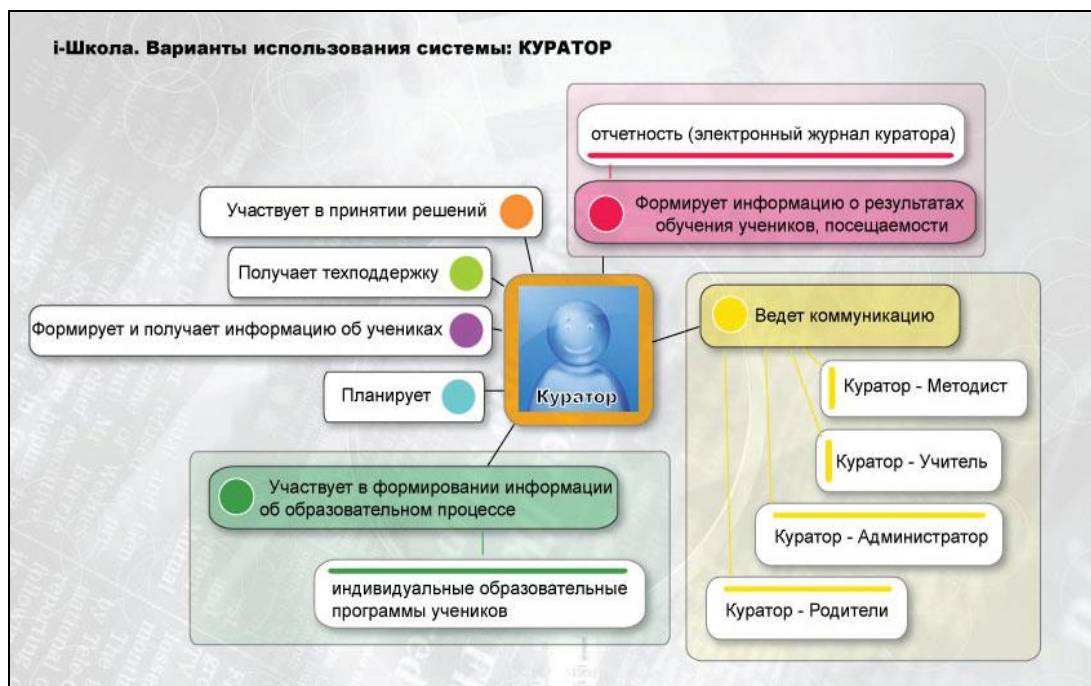 i-Школа. Варианты использования системы: КУРАТОР
отчетность (электронный журнал куратора)
Формирует информацию о результатах
обучения учеников, посещаемости
Участвует в принятии решений
Получает техподдержку
Формирует и получает информацию об учениках
Планирует
Куратор
Ведет коммуникацию
Куратор - Методист
Куратор - Учитель
Куратор - Администратор
Куратор - Родители
Участвует в формировании информации
об образовательном процессе
индивидуальные образовательные
программы учеников